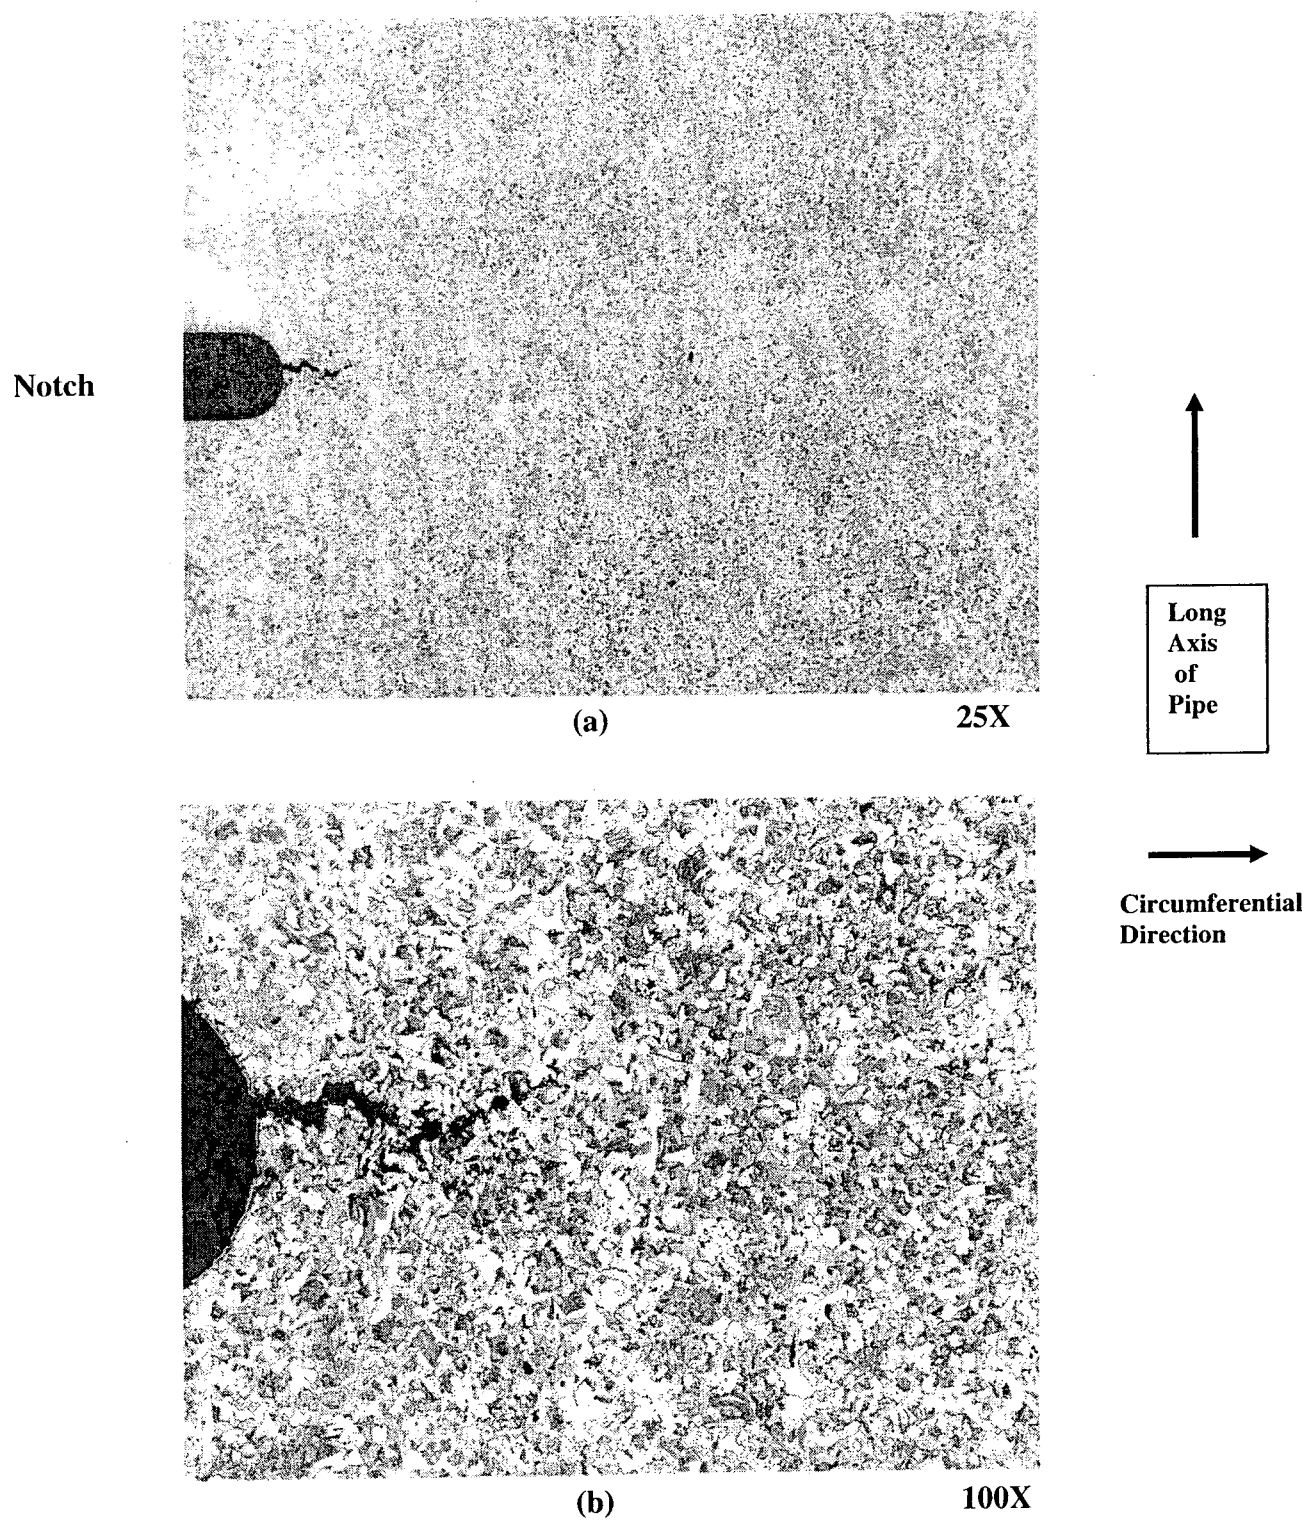 Notch
(a)
25X
Long
Axis
of
Pipe
Circumferential
Direction
(b)
100X